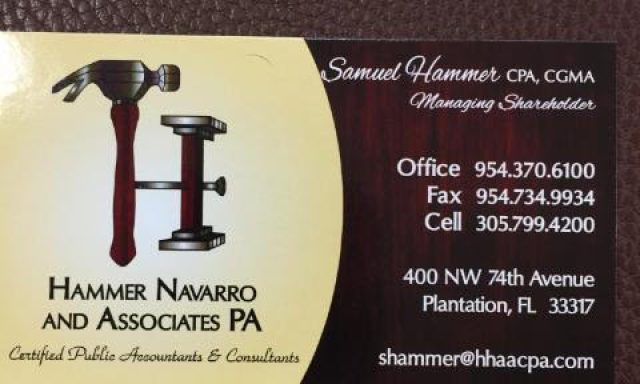 Samuel Hammer CPA, CGMA
Managing Shareholder
Office 954.370.6100
Fax 954.734.9934
Cell 305.799.4200
400 NW 74th Avenue
Plantation, FL 33317
shammer@hhaacpa.com
H
HAMMER NAVARRO
AND ASSOCIATES PA
Certified Public Accountants & Consultants